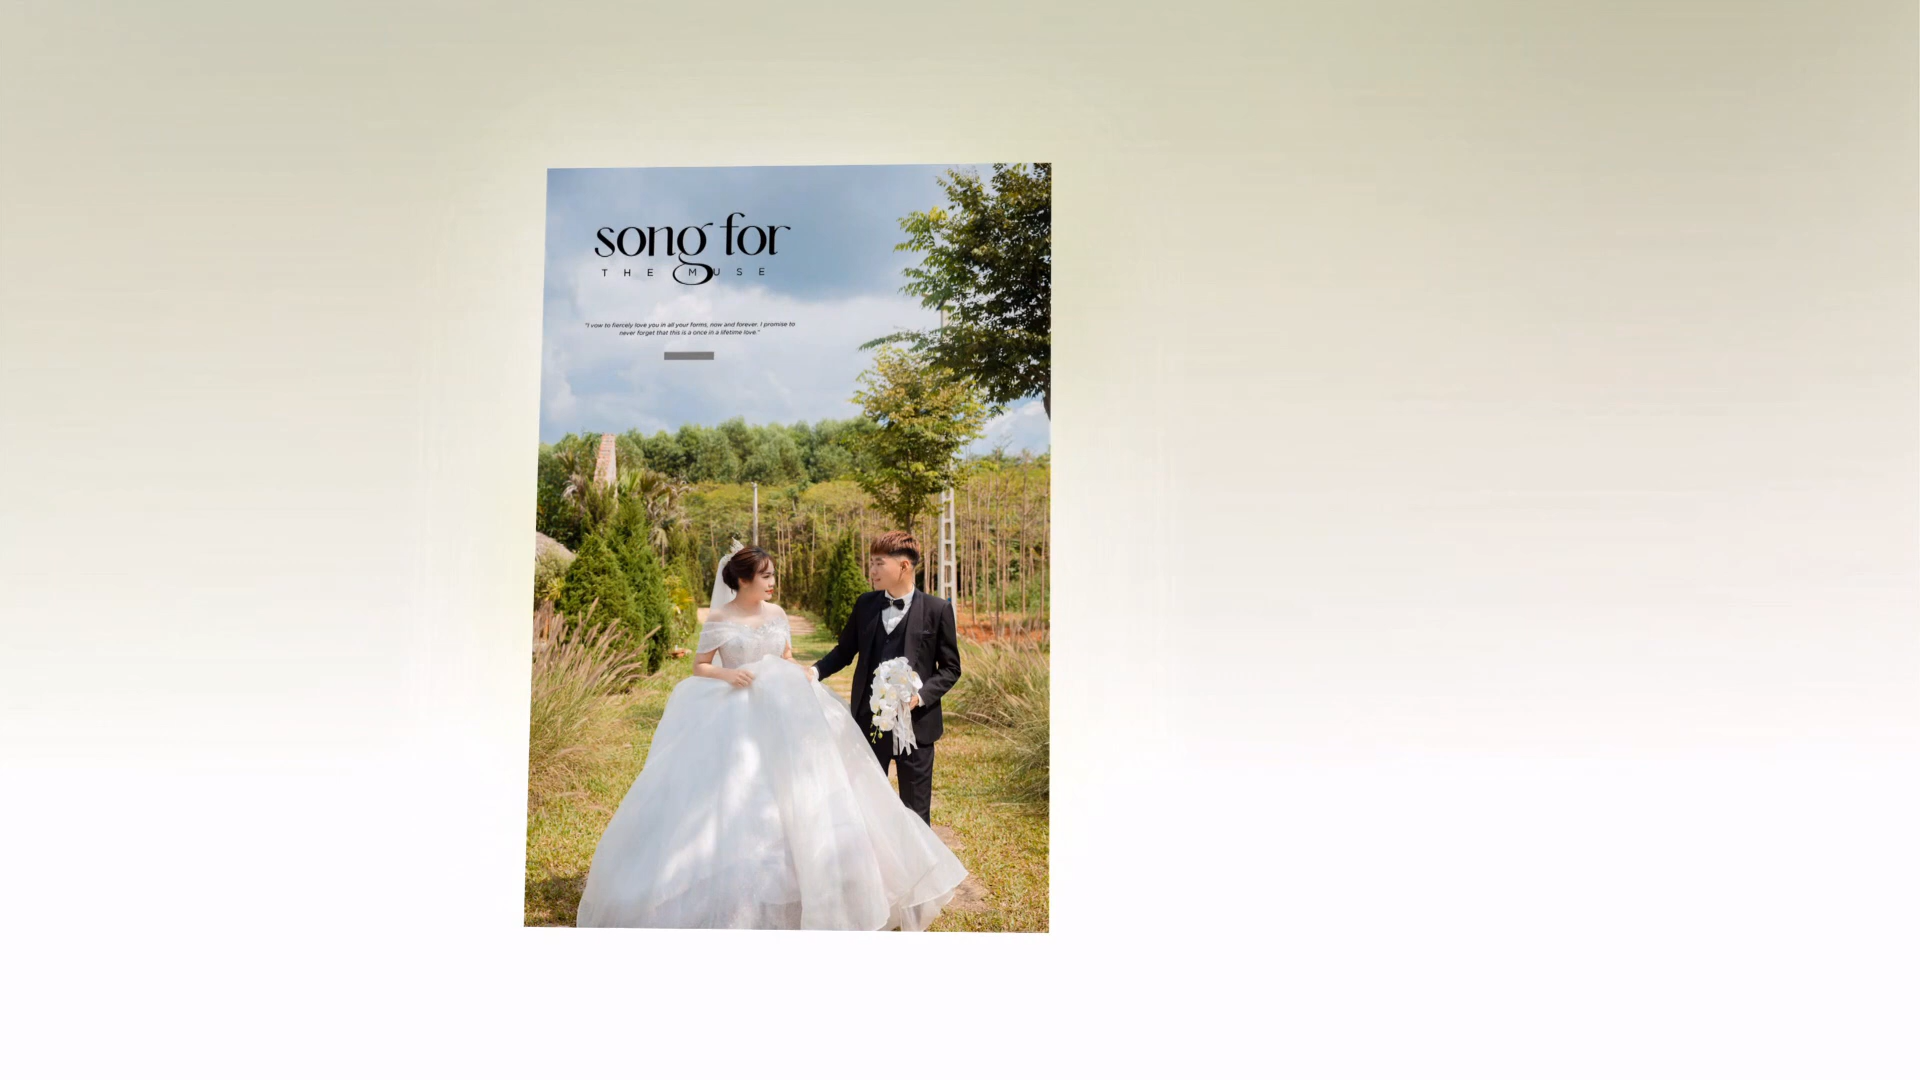 song for
THE MUSE
"I vow to fiercely love you in all your forms, now and forever. I promise to
never forget that this is a once in a lifetime love."